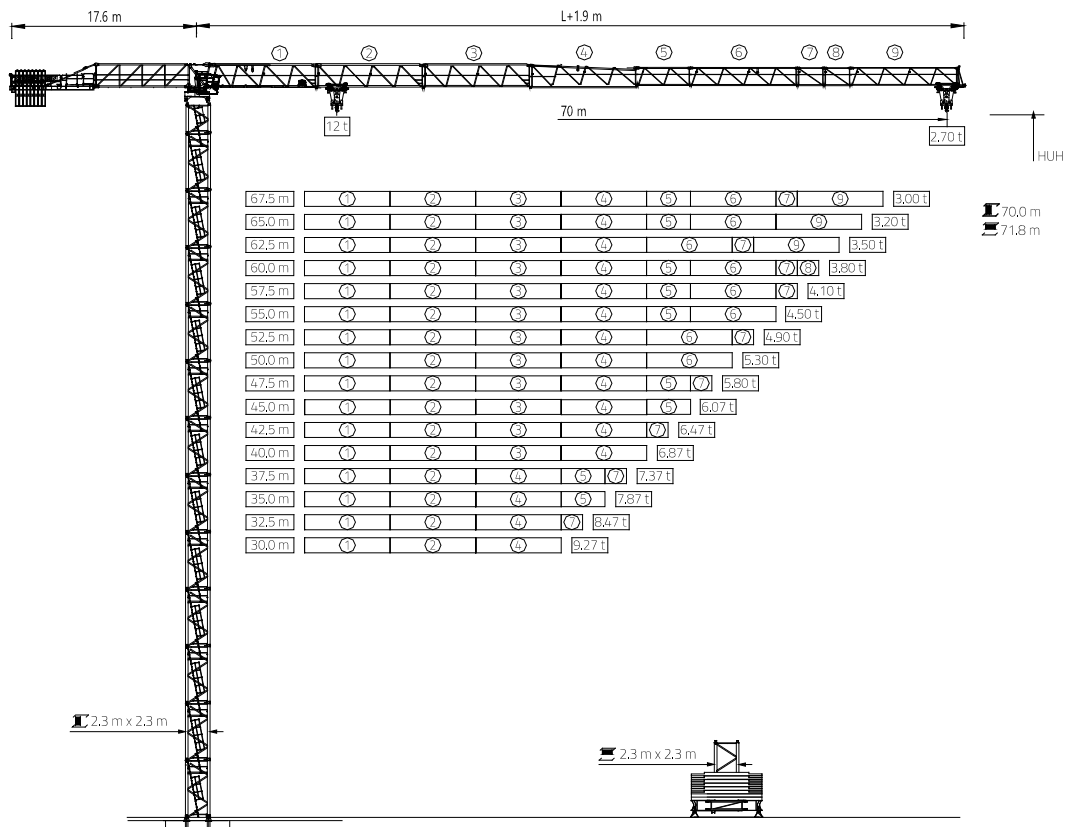 17.6 m
L+1.9 m
1 2 3 4 5 6 7 8 9
70 m
12 t
2.70 t
HUH
67.5 m 1 2 3 4 5 6 7 9 3.00 t
70.0 m
65.0 m 1 2 3 4 5 6 9 3.20 t
71.8 m
62.5 m 1 2 3 4 6 7 9 3.50 t
60.0 m 1 2 3 4 5 6 7 8 3.80 t
57.5 m 1 2 3 4 5 6 7 4.10 t
55.0 m 1 2 3 4 5 6 4.50 t
52.5 m 1 2 3 4 6 7 4.90 t
50.0 m 1 2 3 4 6 5.30 t
47.5 m 1 2 3 4 5 7 5.80 t
45.0 m 1 2 3 4 5 6.07 t
42.5 m 1 2 3 4 7 6.47 t
40.0 m 1 2 3 4 6.87 t
37.5 m 1 2 4 5 7 7.37 t
35.0 m 1 2 4 5 7.87 t
32.5 m 1 2 4 7 8.47 t
30.0 m 1 2 4 9.27 t
2.3 m x 2.3 m
2.3 m x 2.3 m